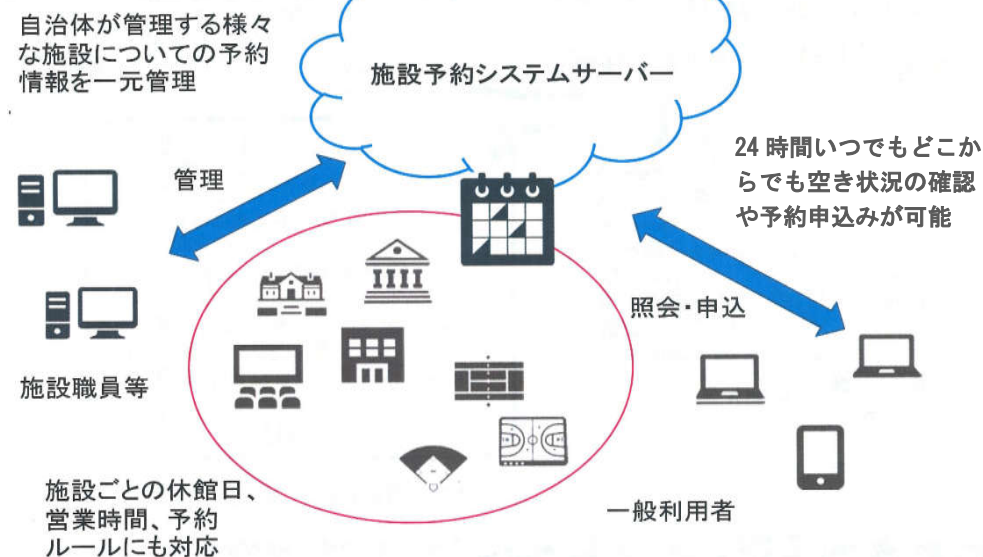 自治体が管理する様々
な施設についての予約
情報を一元管理
施設予約システムサーバー
24時間いつでもどこか
らでも空き状況の確認
や予約申込みが可能
管理
照会・申込
施設職員等
施設ごとの休館日、
営業時間、予約
ルールにも対応
一般利用者